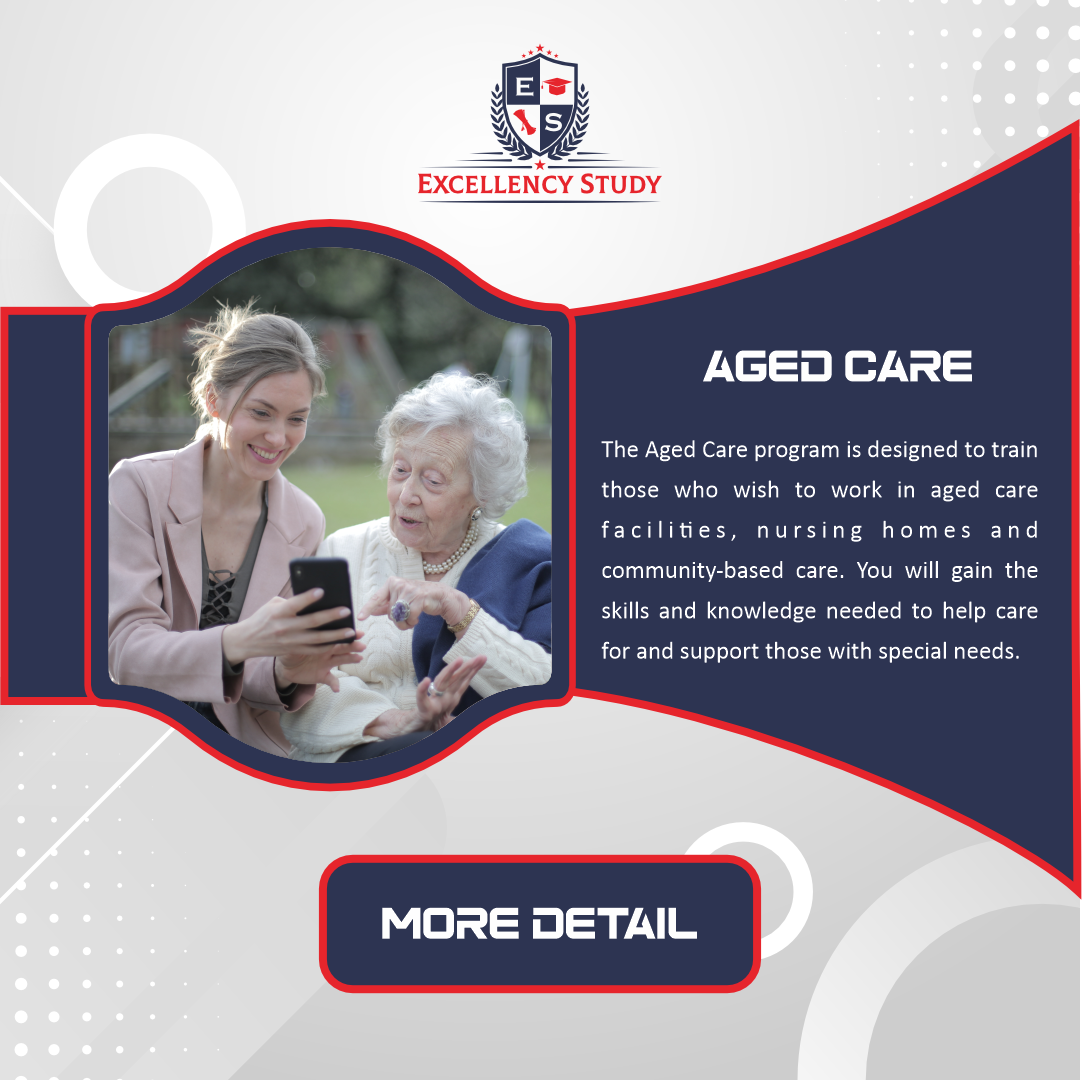 E
S
EXCELLENCY STUDY
AGED CARE
The Aged Care program is designed to train
those who wish to work in aged care
facilities, nursing homes and
community-based care. You will gain the
skills and knowledge needed to help care
for and support those with special needs.
MORE DETAIL